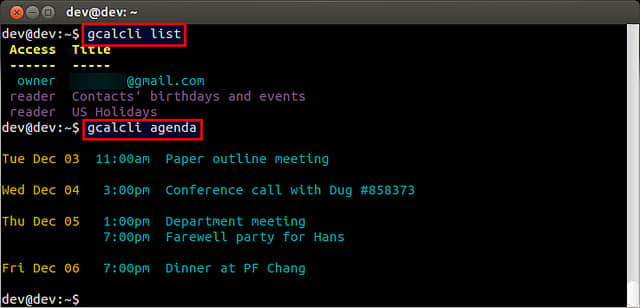 dev@dev: ~
dev@dev:~$ gcalcli list
Access Title
------ -----
owner @gmail.com
reader Contacts' birthdays and events
reader US Holidays
dev@dev:~$ gcalcli agenda
Tue Dec 03 11:00am Paper outline meeting
Wed Dec 04 3:00pm Conference call with Dug #858373
Thu Dec 05 1:00pm Department meeting
7:00pm Farewell party for Hans
Fri Dec 06 7:00pm Dinner at PF Chang
dev@dev:~$